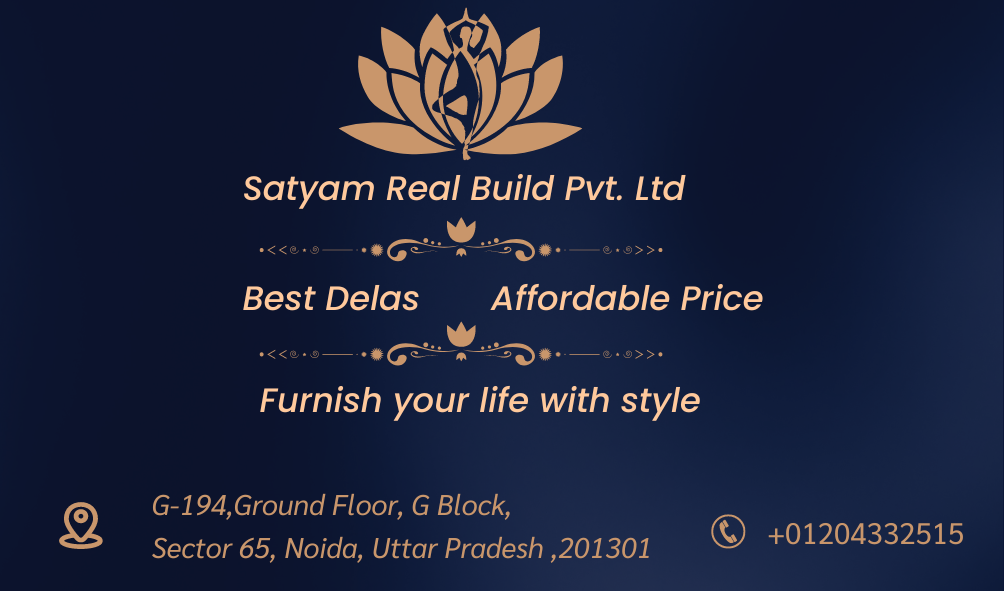 Satyam Real Build Pvt. Ltd
Best Delas Affordable Price
Furnish your life with style
G-194,Ground Floor, G Block,
Sector 65, Noida, Uttar Pradesh ,201301
+01204332515